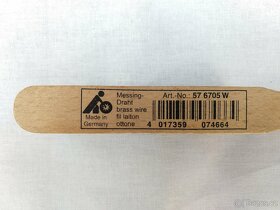 Messing-
Draht
brass wire
fil laiton
ottone
Made in
Germany
Art.-No.: 57 6705 W
4 017359 074664